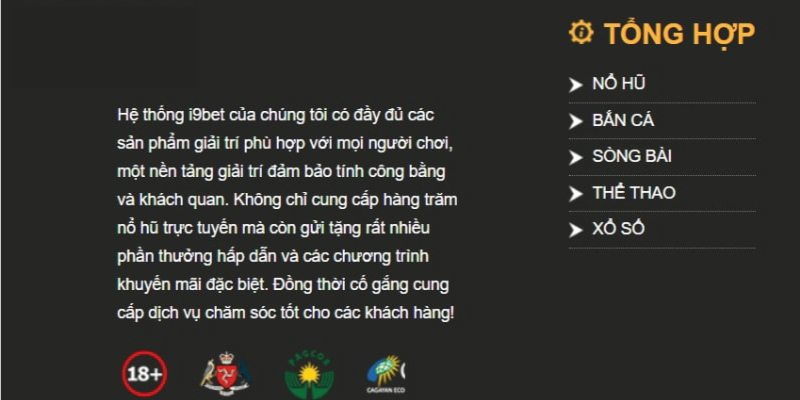 TỔNG HỢP
NỔ HŨ
BẮN CÁ
SÒNG BÀI
THỂ THAO
XỔ SỐ
Hệ thống i9bet của chúng tôi có đầy đủ các
sản phẩm giải trí phù hợp với mọi người chơi,
một nền tảng giải trí đảm bảo tính công bằng
và khách quan. Không chỉ cung cấp hàng trăm
nổ hũ trực tuyến mà còn gửi tặng rất nhiều
phần thưởng hấp dẫn và các chương trình
khuyến mãi đặc biệt. Đồng thời cố gắng cung
cấp dịch vụ chăm sóc tốt cho các khách hàng!
18+
PAGCOR
CAGAYAN ECO